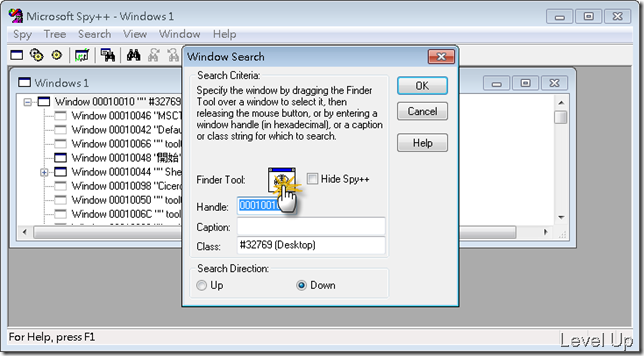 Microsoft Spy++ - Windows 1
Spy Tree Search View Window Help
Windows 1
Window 00010010 "" #32769
Window 00010046 "MSCT
Window 00010042 "Defau
Window 00010066 "" toolt
Window 00010048 "開始"
Window 00010044 "" She
Window 00010098 "Cicero
Window 00010090 "" toolt
Window 0001006C "" toolt
Window Search
Search Criteria:
Specify the window by dragging the Finder
Tool over a window to select it, then
releasing the mouse button, or by entering a
window handle (in hexadecimal), or a caption
or class string for which to search.
Finder Tool:
Hide Spy++
Handle:
Caption:
Class: #32769 (Desktop)
Search Direction:
Up
Down
OK
Cancel
Help
For Help, press F1
Level Up